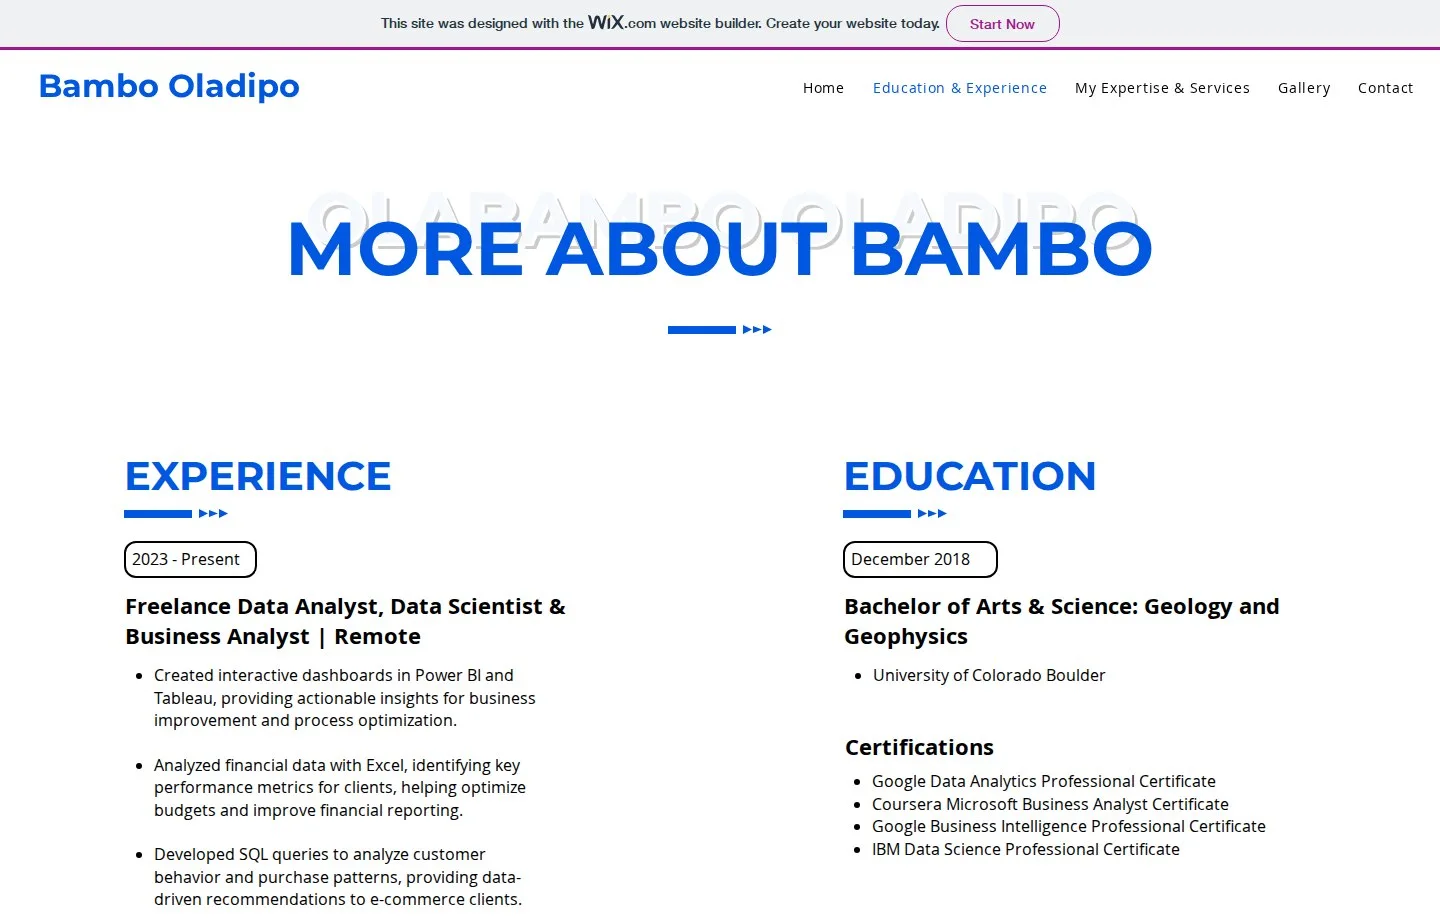 This site was designed with the WiX.com website builder. Create your website today.
Start Now
Bambo Oladipo
Home
Education & Experience
My Expertise & Services
Gallery
Contact
OLABAMBO OLADIPO
MORE ABOUT BAMBO
EXPERIENCE
2023 - Present
Freelance Data Analyst, Data Scientist &
Business Analyst | Remote
Created interactive dashboards in Power BI and
Tableau, providing actionable insights for business
improvement and process optimization.
Analyzed financial data with Excel, identifying key
performance metrics for clients, helping optimize
budgets and improve financial reporting.
Developed SQL queries to analyze customer
behavior and purchase patterns, providing data-
driven recommendations to e-commerce clients.
EDUCATION
December 2018
Bachelor of Arts & Science: Geology and
Geophysics
University of Colorado Boulder
Certifications
Google Data Analytics Professional Certificate
Coursera Microsoft Business Analyst Certificate
Google Business Intelligence Professional Certificate
IBM Data Science Professional Certificate